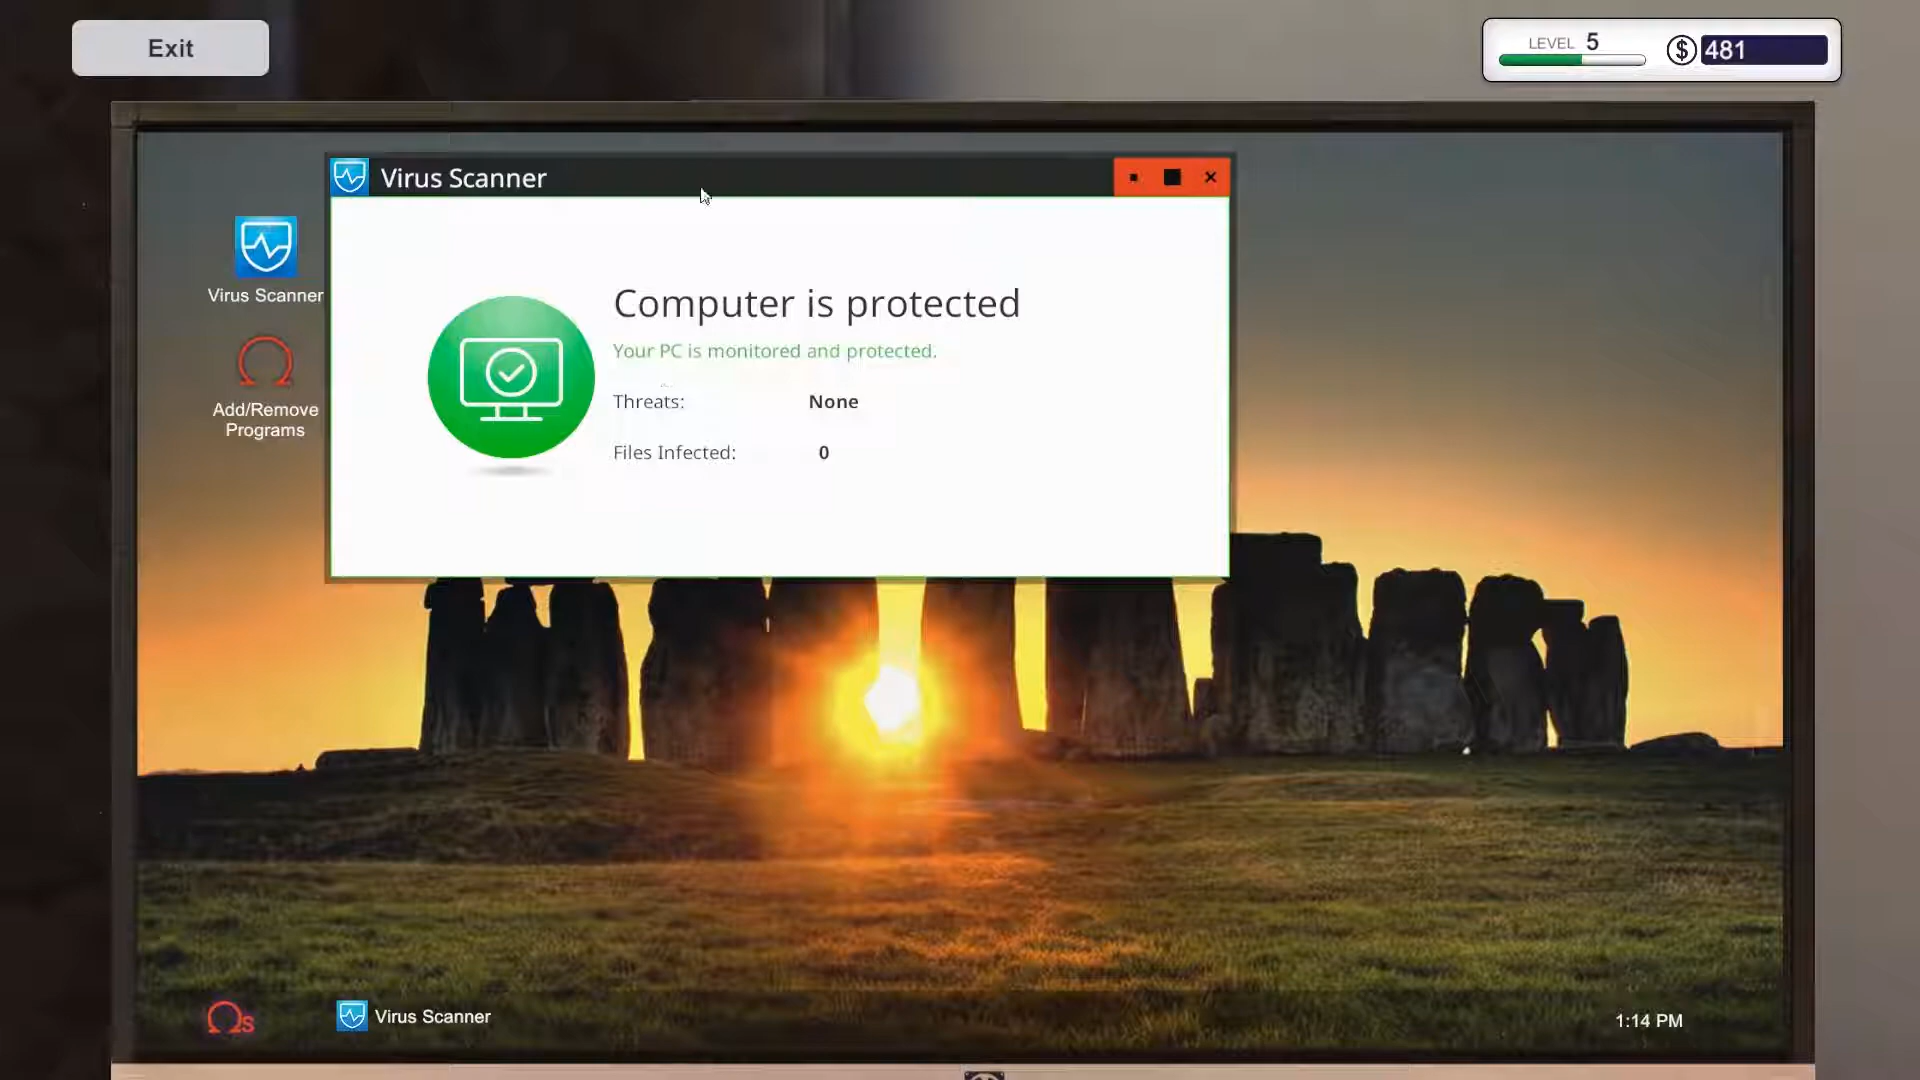 Exit
LEVEL 5
$ 481
Virus Scanner
Virus Scanner
Computer is protected
Your PC is monitored and protected.
Threats: None
Files Infected: 0
Add/Remove
Programs
Ωs
Virus Scanner
1:14 PM